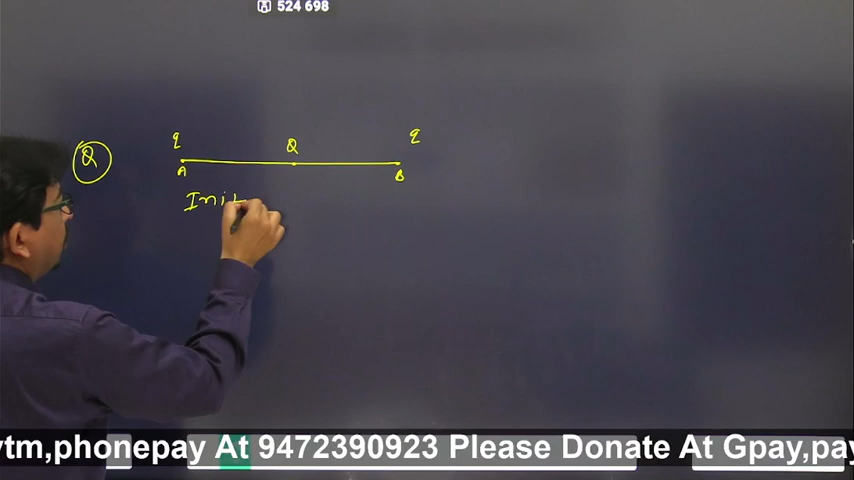 524 698
q Q q
Q
A B
Init
ytm,phonepay At 9472390923 Please Donate At Gpay,pay